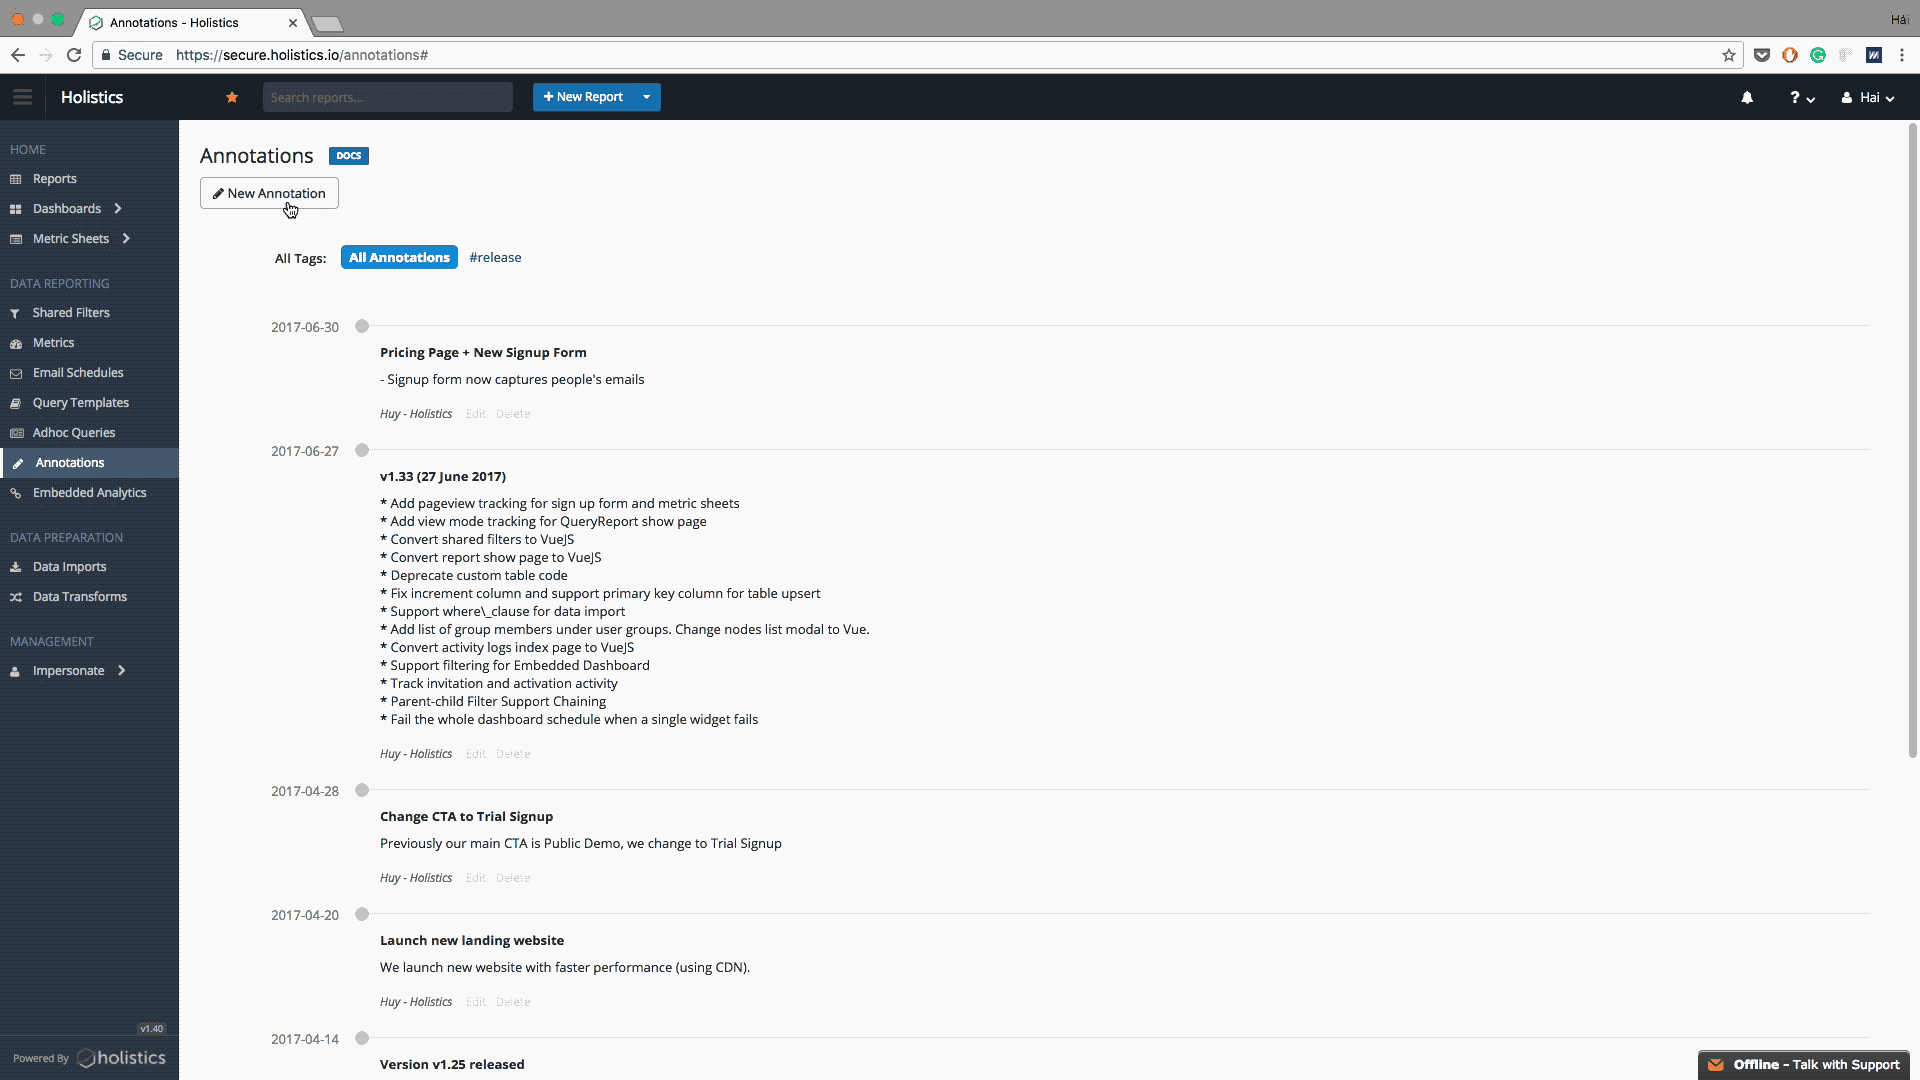 Annotations - Holistics
Hải
Secure https://secure.holistics.io/annotations#
Holistics
Search reports...
+ New Report
?
Hai
HOME
Reports
Dashboards
Metric Sheets
DATA REPORTING
Shared Filters
Metrics
Email Schedules
Query Templates
Adhoc Queries
Annotations
Embedded Analytics
DATA PREPARATION
Data Imports
Data Transforms
MANAGEMENT
Impersonate
v1.40
Powered By holistics
Annotations DOCS
New Annotation
All Tags: All Annotations #release
2017-06-30
Pricing Page + New Signup Form
- Signup form now captures people's emails
Huy - Holistics Edit Delete
2017-06-27
v1.33 (27 June 2017)
* Add pageview tracking for sign up form and metric sheets
* Add view mode tracking for QueryReport show page
* Convert shared filters to VueJS
* Convert report show page to VueJS
* Deprecate custom table code
* Fix increment column and support primary key column for table upsert
* Support where\_clause for data import
* Add list of group members under user groups. Change nodes list modal to Vue.
* Convert activity logs index page to VueJS
* Support filtering for Embedded Dashboard
* Track invitation and activation activity
* Parent-child Filter Support Chaining
* Fail the whole dashboard schedule when a single widget fails
Huy - Holistics Edit Delete
2017-04-28
Change CTA to Trial Signup
Previously our main CTA is Public Demo, we change to Trial Signup
Huy - Holistics Edit Delete
2017-04-20
Launch new landing website
We launch new website with faster performance (using CDN).
Huy - Holistics Edit Delete
2017-04-14
Version v1.25 released
Offline - Talk with Support